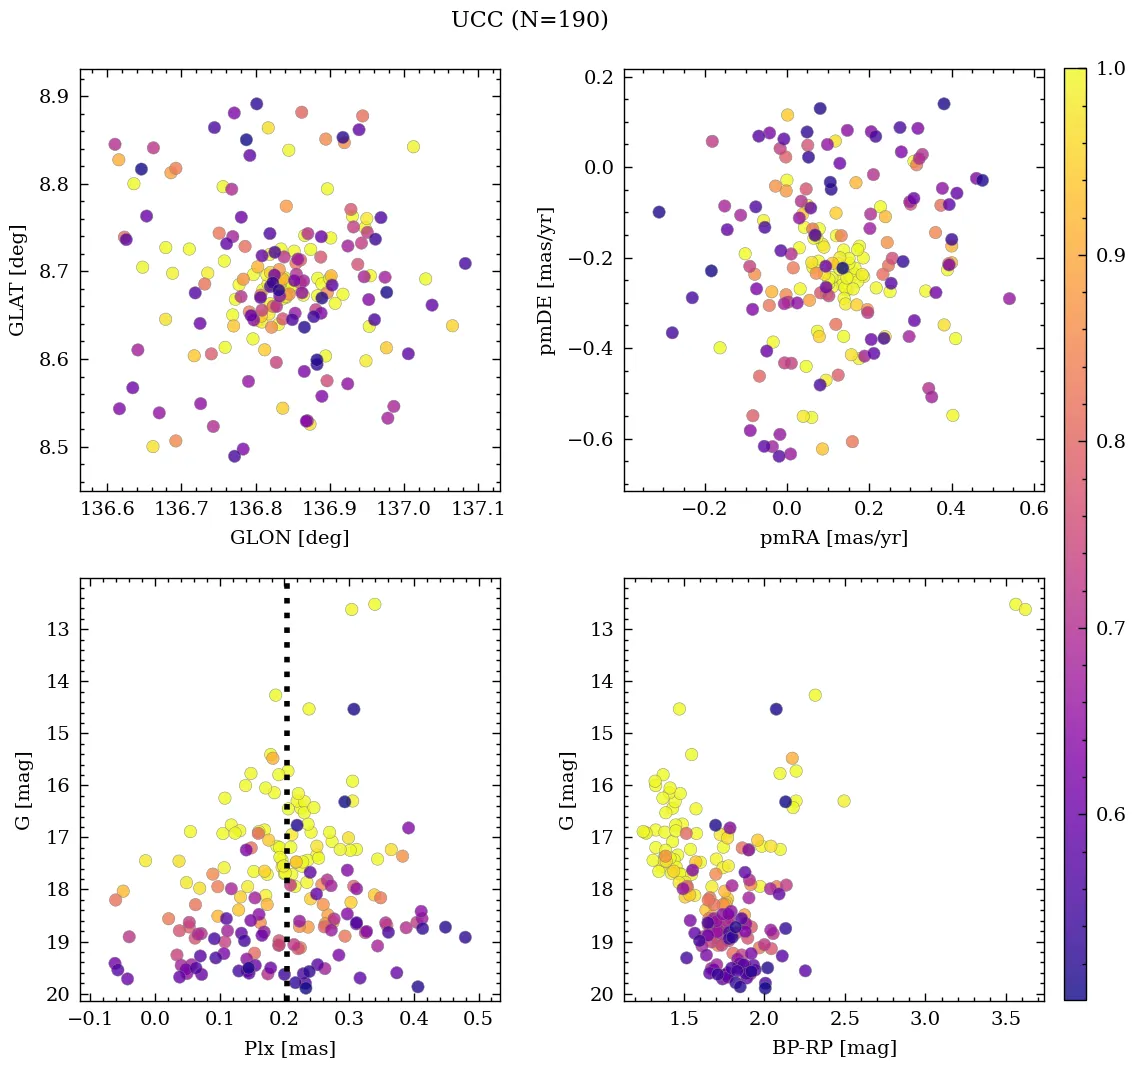 UCC (N=190)
8.9
8.8
8.7
8.6
8.5
GLAT [deg]
136.6 136.7 136.8 136.9 137.0 137.1
GLON [deg]
0.2
0.0
−0.2
−0.4
−0.6
pmDE [mas/yr]
−0.2 0.0 0.2 0.4 0.6
pmRA [mas/yr]
13
14
15
16
17
18
19
20
G [mag]
−0.1 0.0 0.1 0.2 0.3 0.4 0.5
Plx [mas]
13
14
15
16
17
18
19
20
G [mag]
1.5 2.0 2.5 3.0 3.5
BP-RP [mag]
1.0
0.9
0.8
0.7
0.6